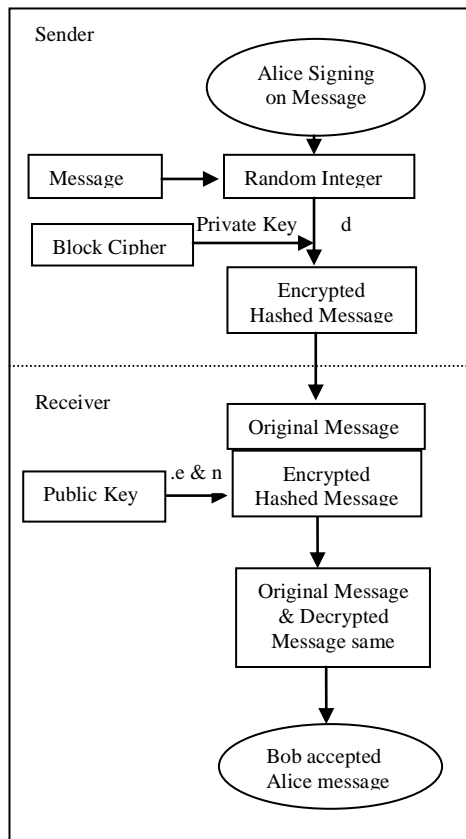 Sender
Alice Signing
on Message
Message
Random Integer
Private Key d
Block Cipher
Encrypted
Hashed Message
Receiver
Original Message
.e & n
Public Key
Encrypted
Hashed Message
Original Message
& Decrypted
Message same
Bob accepted
Alice message